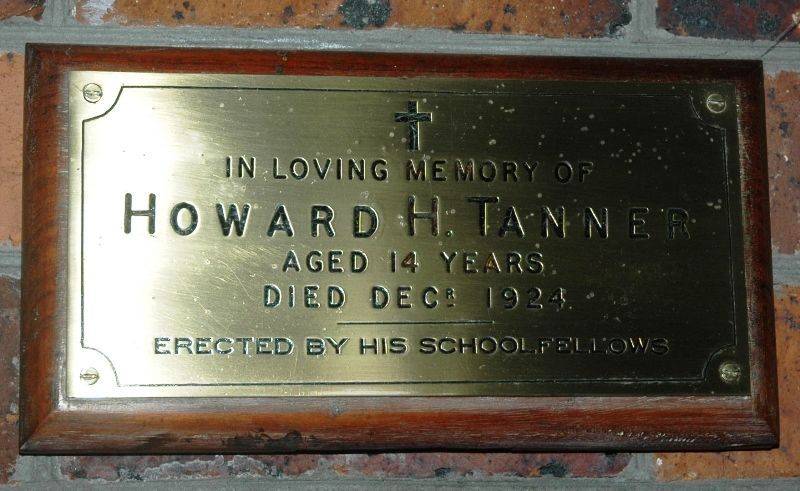 IN LOVING MEMORY OF
HOWARD H. TANNER
AGED 14 YEARS
DIED DECR 1924
ERECTED BY HIS SCHOOLFELLOWS